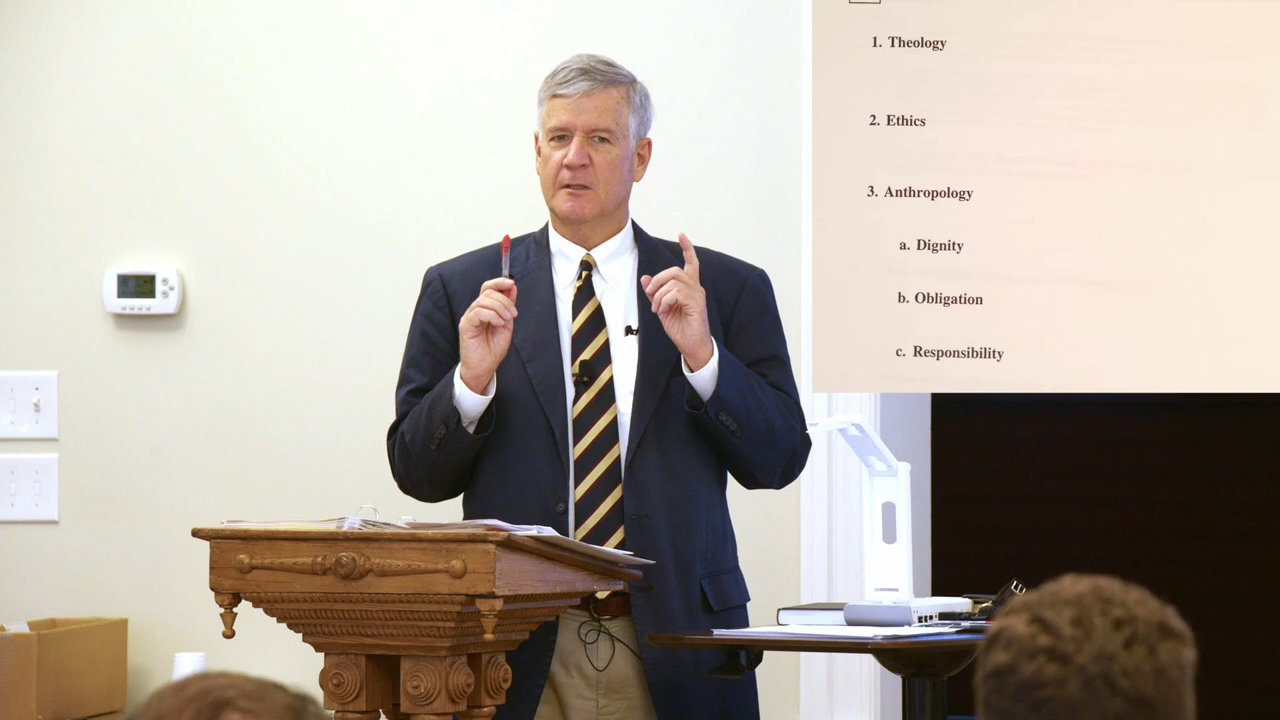 1. Theology
2. Ethics
3. Anthropology
a. Dignity
b. Obligation
c. Responsibility